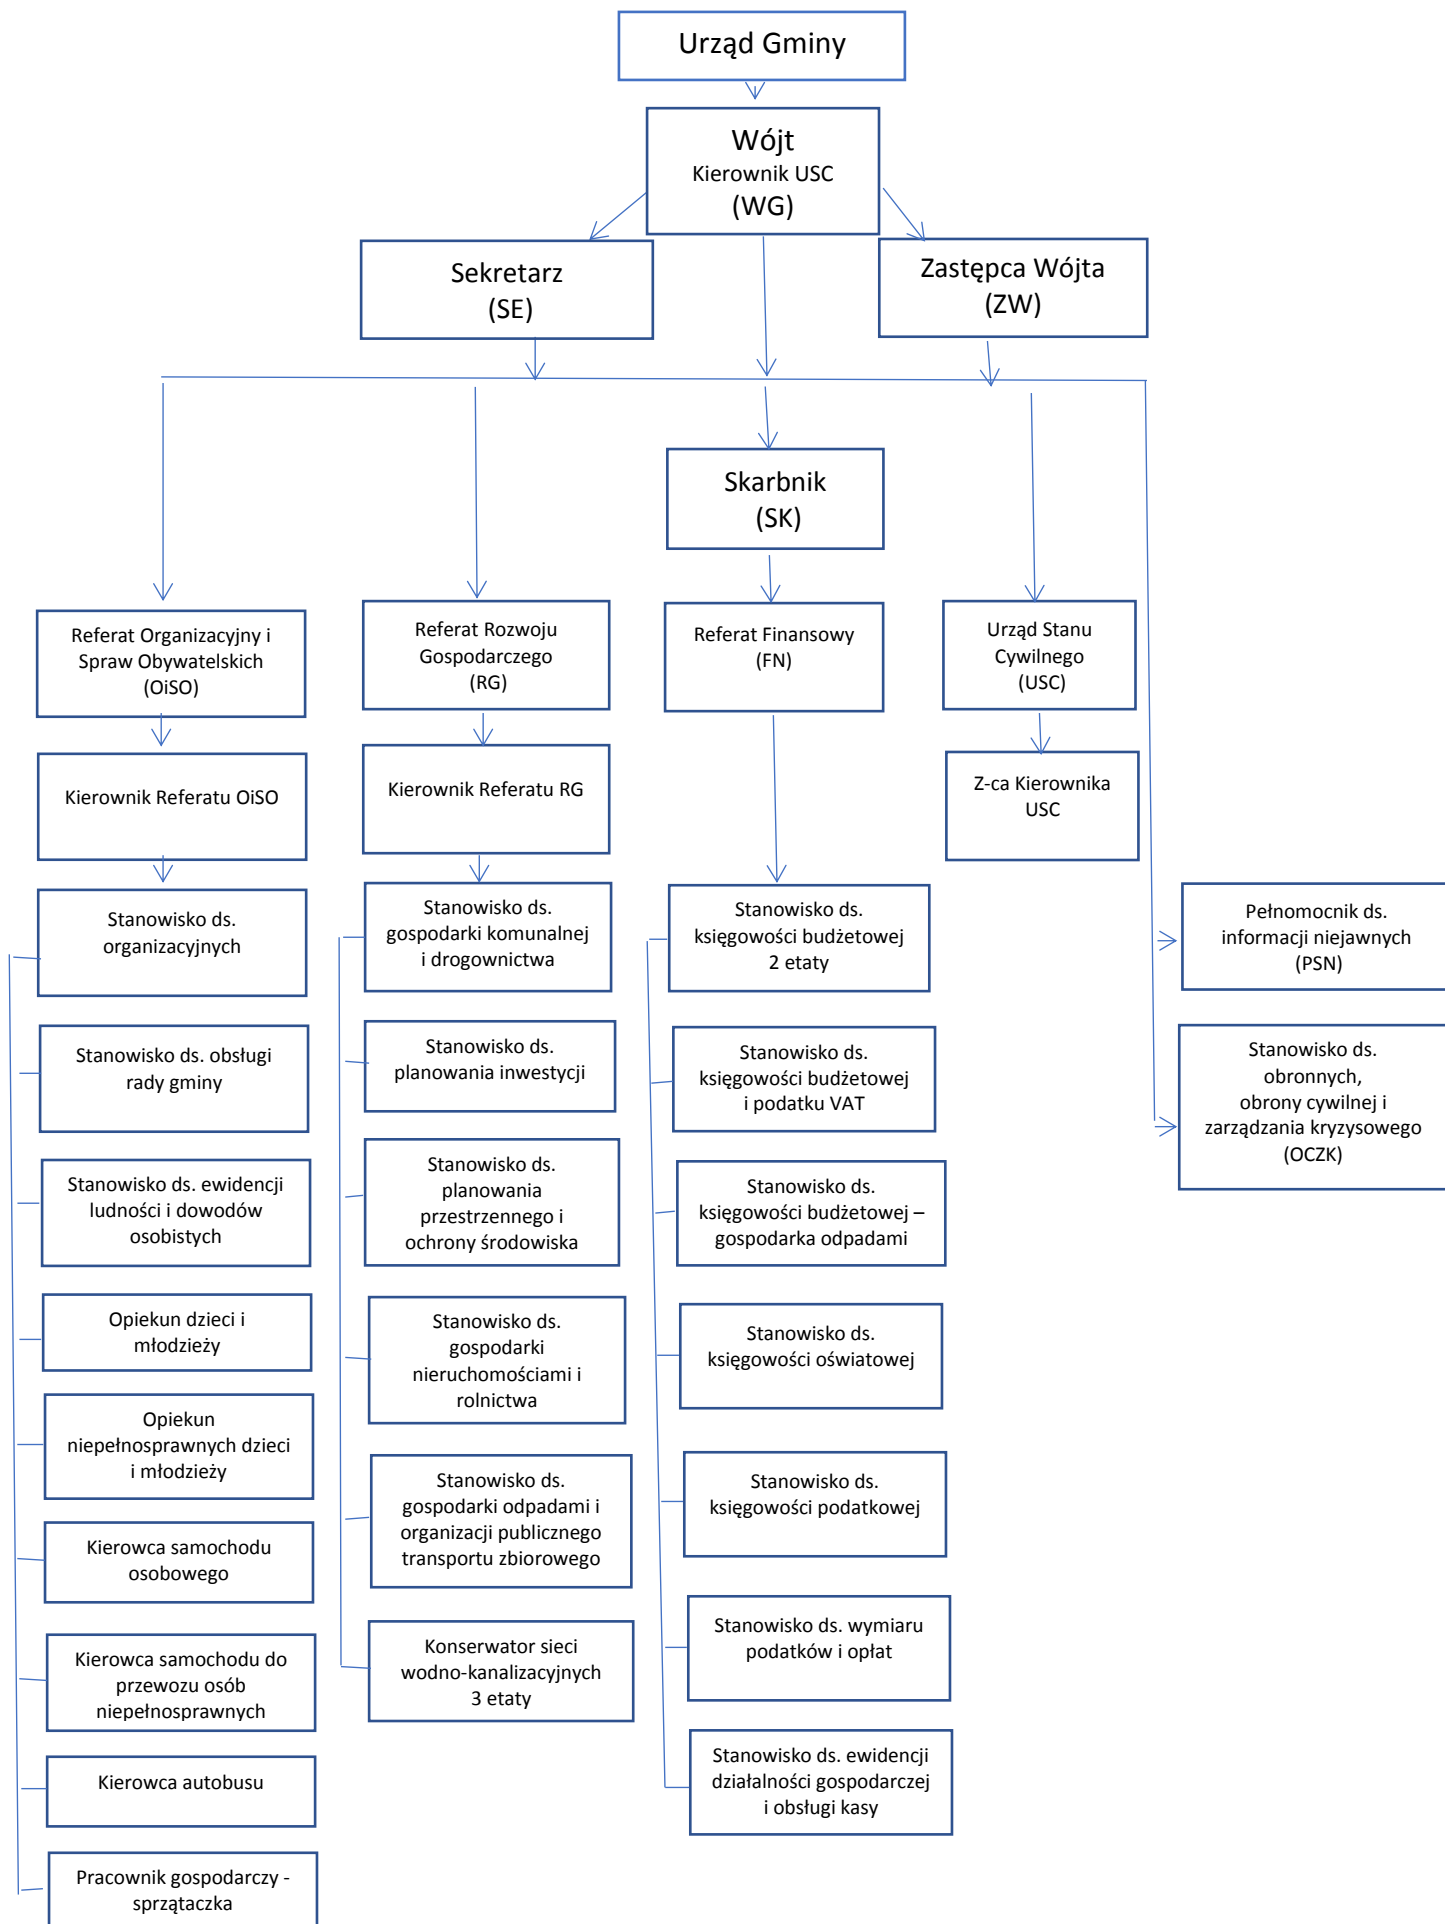 Urząd Gminy
Wójt
Kierownik USC
(WG)
Sekretarz
(SE)
Zastępca Wójta
(ZW)
Skarbnik
(SK)
Referat Organizacyjny i
Spraw Obywatelskich
(OiSO)
Referat Rozwoju
Gospodarczego
(RG)
Referat Finansowy
(FN)
Urząd Stanu
Cywilnego
(USC)
Kierownik Referatu OiSO
Kierownik Referatu RG
Z-ca Kierownika
USC
Stanowisko ds.
organizacyjnych
Stanowisko ds. obsługi
rady gminy
Stanowisko ds. ewidencji
ludności i dowodów
osobistych
Opiekun dzieci i
młodzieży
Opiekun
niepełnosprawnych dzieci
i młodzieży
Kierowca samochodu
osobowego
Kierowca samochodu do
przewozu osób
niepełnosprawnych
Kierowca autobusu
Pracownik gospodarczy -
sprzątaczka
Stanowisko ds.
gospodarki komunalnej
i drogownictwa
Stanowisko ds.
planowania inwestycji
Stanowisko ds.
planowania
przestrzennego i
ochrony środowiska
Stanowisko ds.
gospodarki
nieruchomościami i
rolnictwa
Stanowisko ds.
gospodarki odpadami i
organizacji publicznego
transportu zbiorowego
Konserwator sieci
wodno-kanalizacyjnych
3 etaty
Stanowisko ds.
księgowości budżetowej
2 etaty
Stanowisko ds.
księgowości budżetowej
i podatku VAT
Stanowisko ds.
księgowości budżetowej –
gospodarka odpadami
Stanowisko ds.
księgowości oświatowej
Stanowisko ds.
księgowości podatkowej
Stanowisko ds. wymiaru
podatków i opłat
Stanowisko ds. ewidencji
działalności gospodarczej
i obsługi kasy
Pełnomocnik ds.
informacji niejawnych
(PSN)
Stanowisko ds.
obronnych,
obrony cywilnej i
zarządzania kryzysowego
(OCZK)